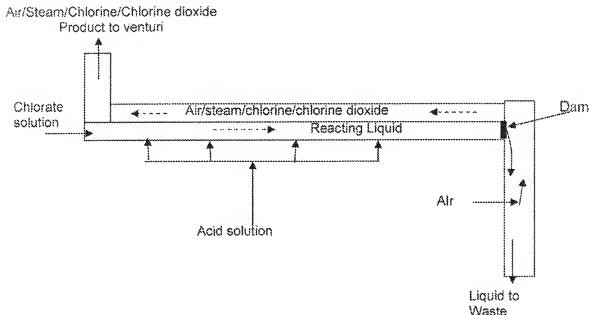 Air/Steam/Chlorine/Chlorine dioxide
Product to venturi
Chlorate
solution
Air/steam/chlorine/chlorine dioxide
Reacting Liquid
Dam
Air
Acid solution
Liquid to
Waste